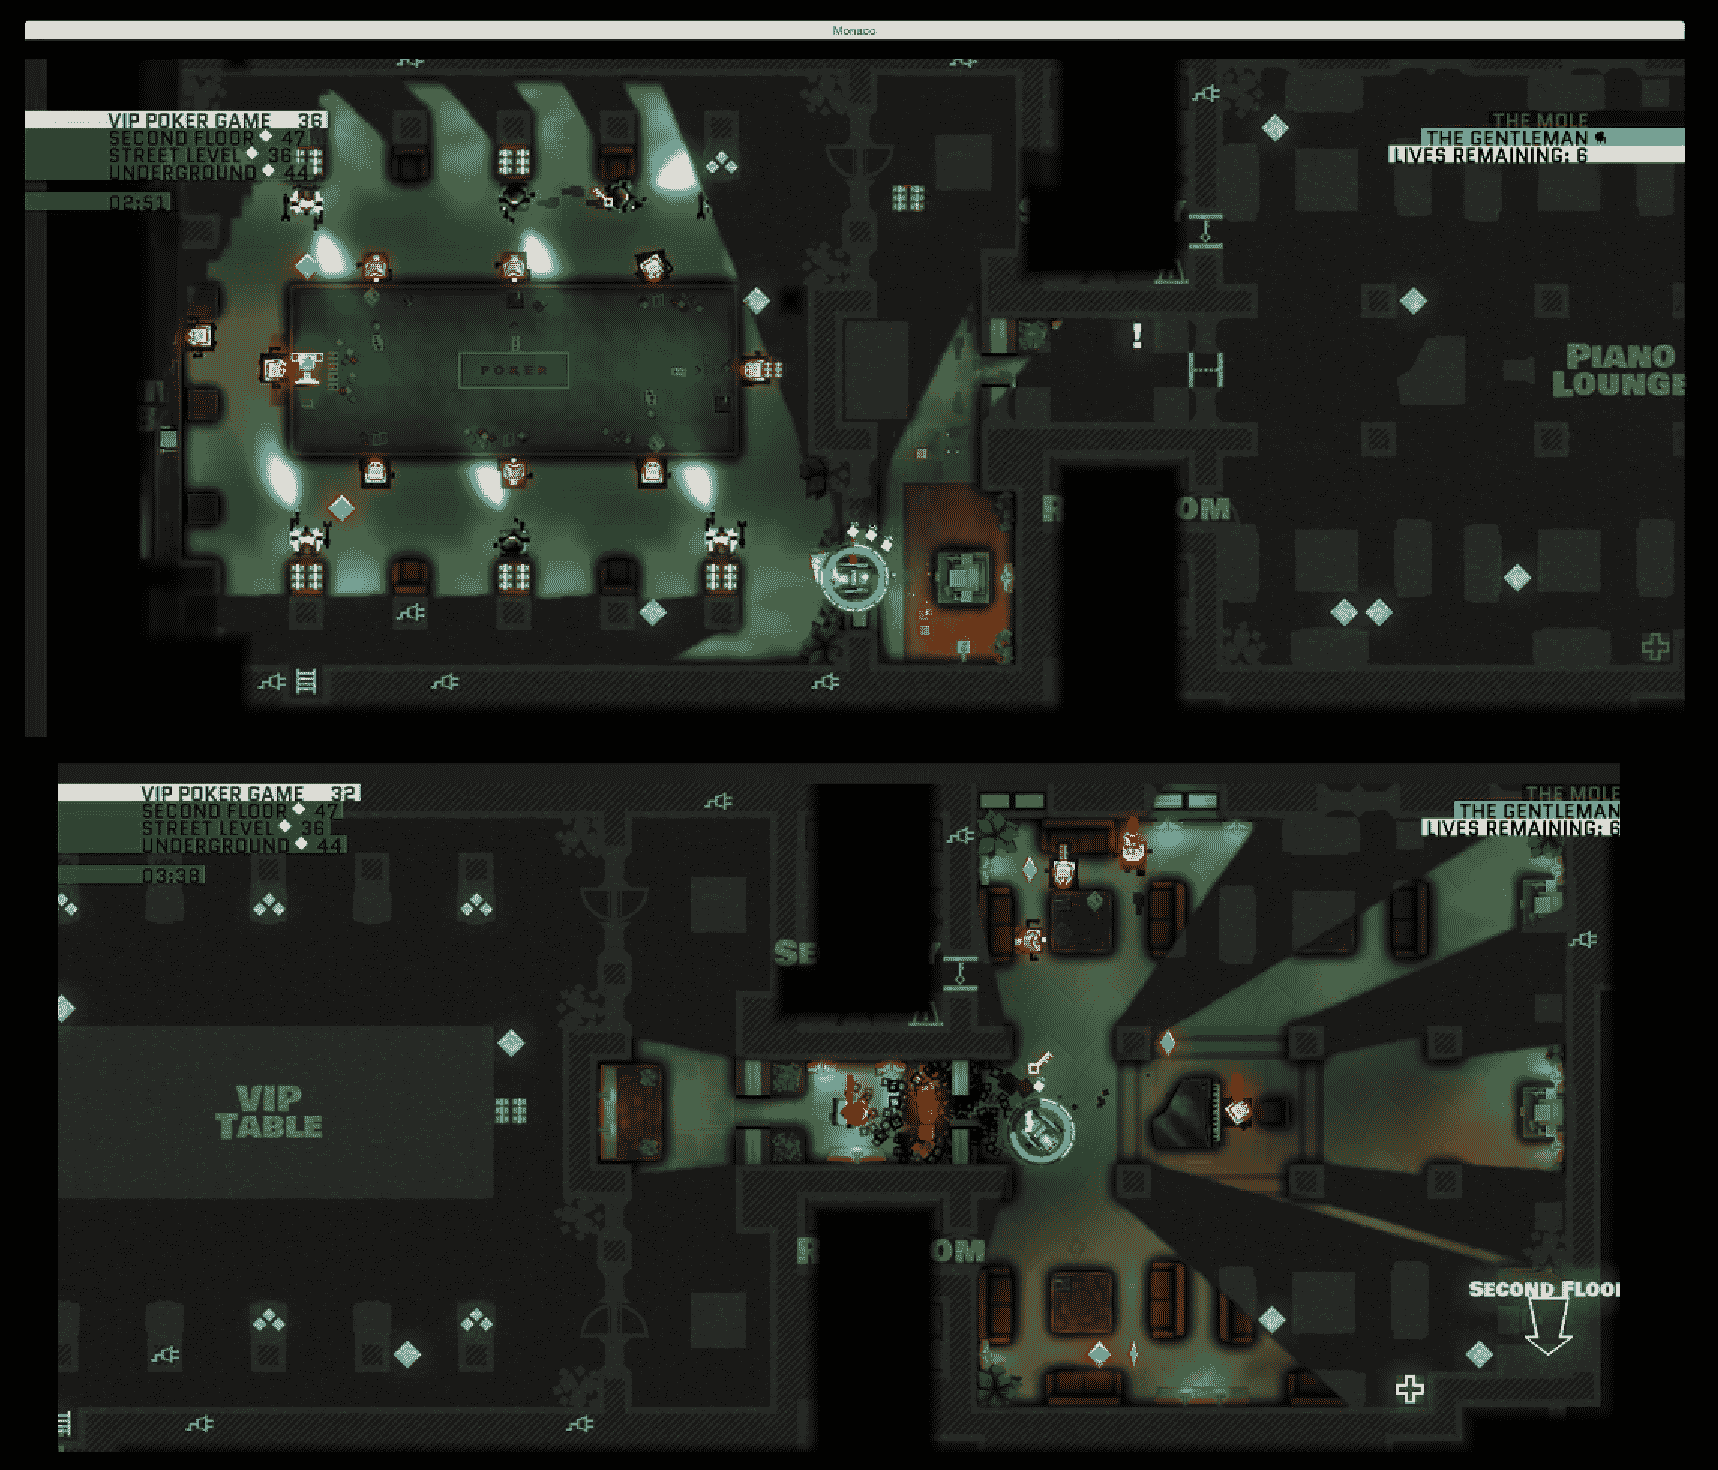 Monaco
VIP POKER GAME 36
SECOND FLOOR 47
STREET LEVEL 36
UNDERGROUND 44
02:51
THE MOLE
THE GENTLEMAN
LIVES REMAINING: 6
!
POKER
PIANO
LOUNGE
R OM
VIP POKER GAME 32
SECOND FLOOR 47
STREET LEVEL 36
UNDERGROUND 44
03:38
THE MOLE
THE GENTLEMAN
LIVES REMAINING: 6
SE
VIP
TABLE
R OM
SECOND FLOO